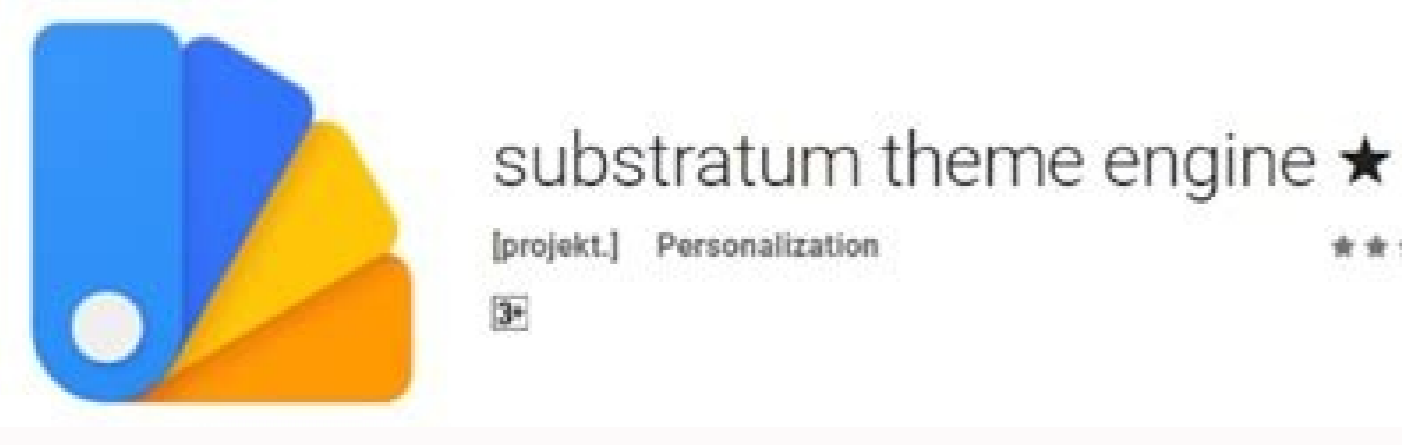 substratum theme engine ★
[projekt.] Personalization
3+